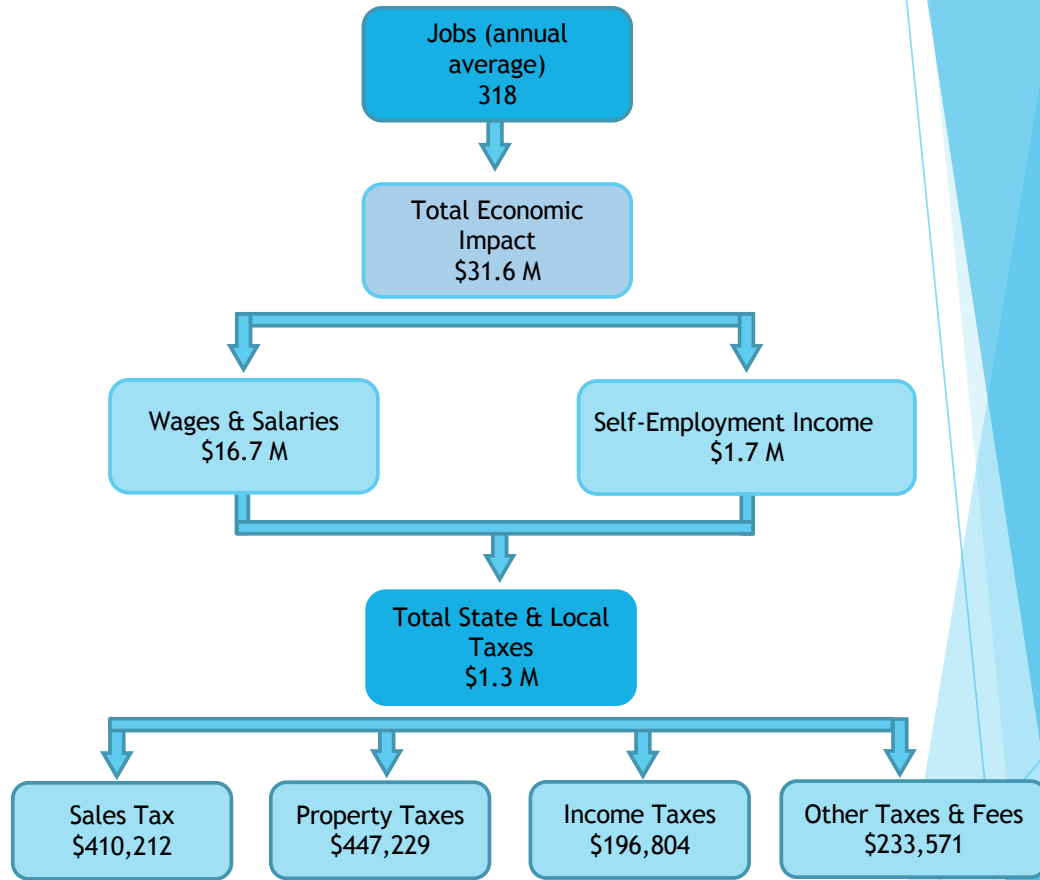 Jobs (annual
average)
318
Total Economic
Impact
$31.6 M
Wages & Salaries
$16.7 M
Self-Employment Income
$1.7 M
Total State & Local
Taxes
$1.3 M
Sales Tax
$410,212
Property Taxes
$447,229
Income Taxes
$196,804
Other Taxes & Fees
$233,571